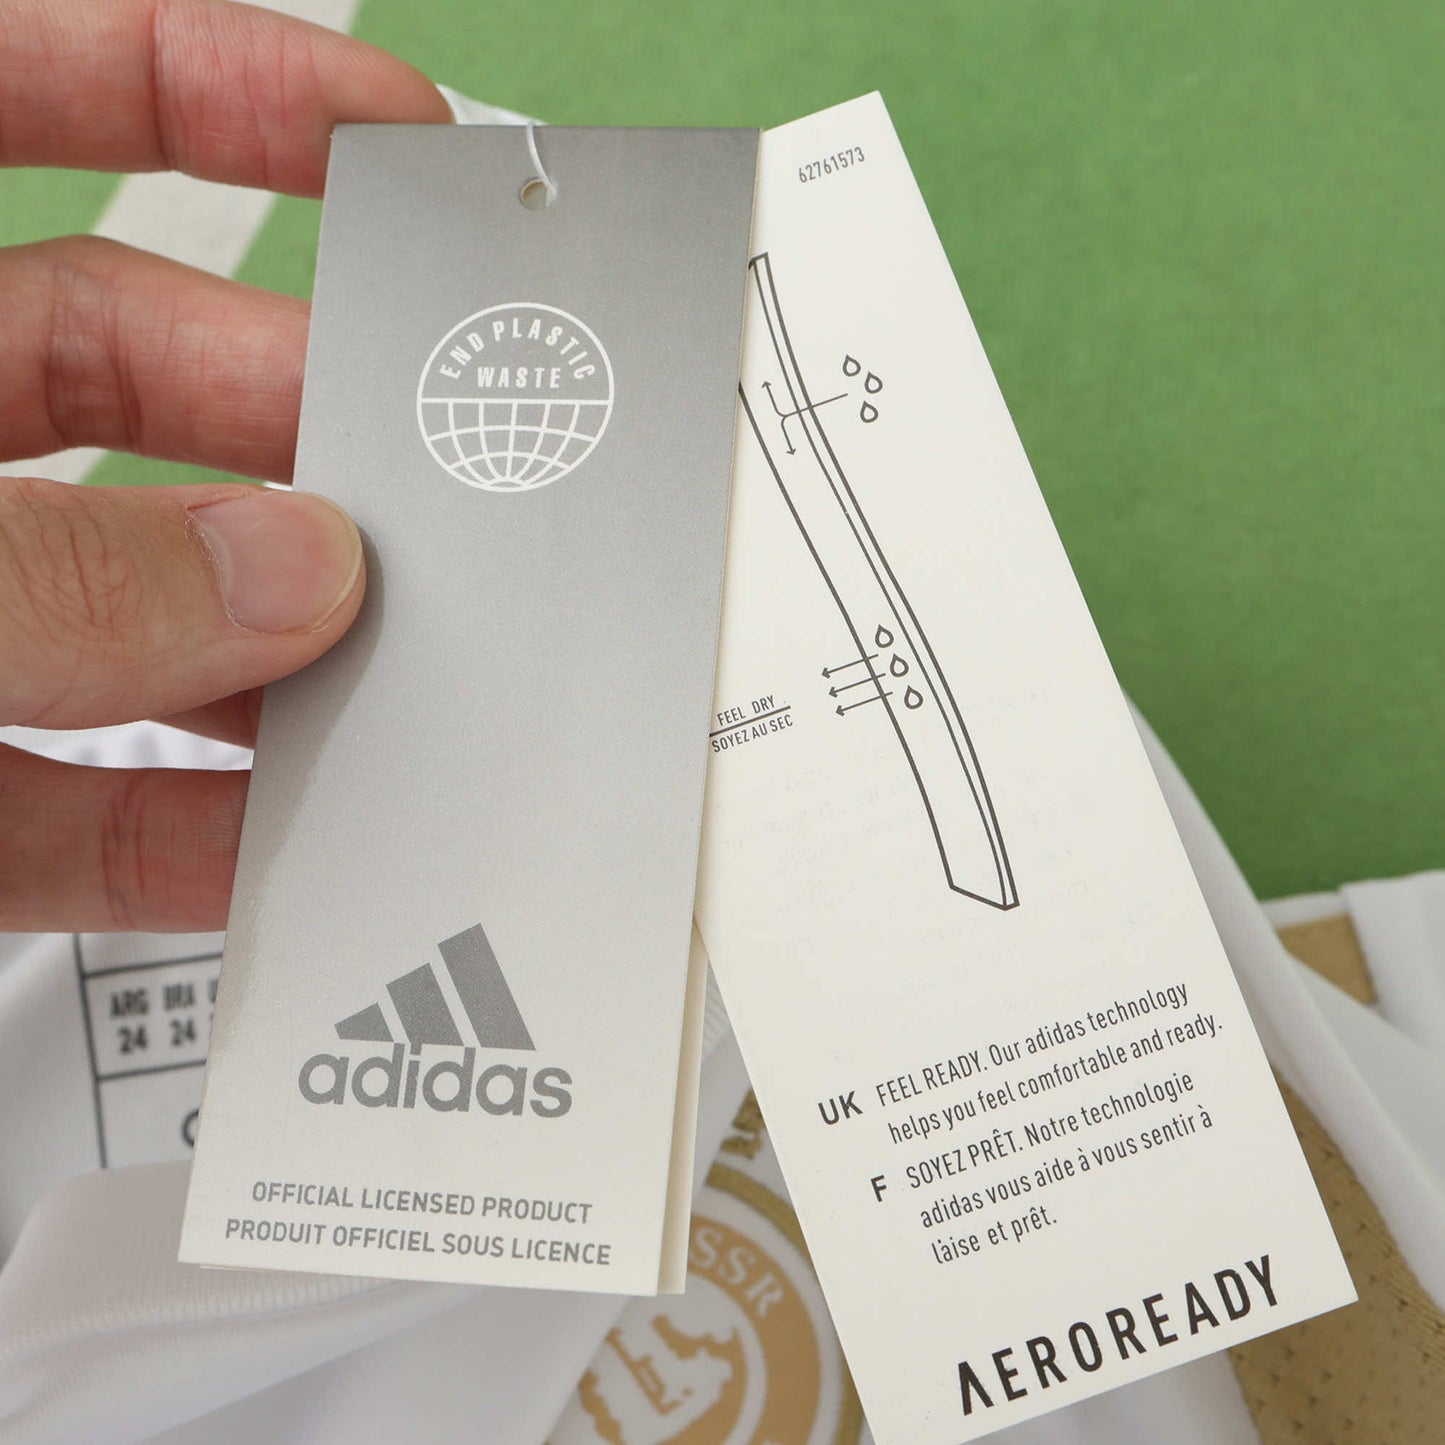 END PLASTIC
WASTE
adidas
OFFICIAL LICENSED PRODUCT
PRODUIT OFFICIEL SOUS LICENCE
62761573
FEEL DRY
SOYEZ AU SEC
UK FEEL READY. Our adidas technology
helps you feel comfortable and ready.
F SOYEZ PRÊT. Notre technologie
adidas vous aide à vous sentir à
l'aise et prêt.
AEROREADY
ARG BRA
24 24
SSR